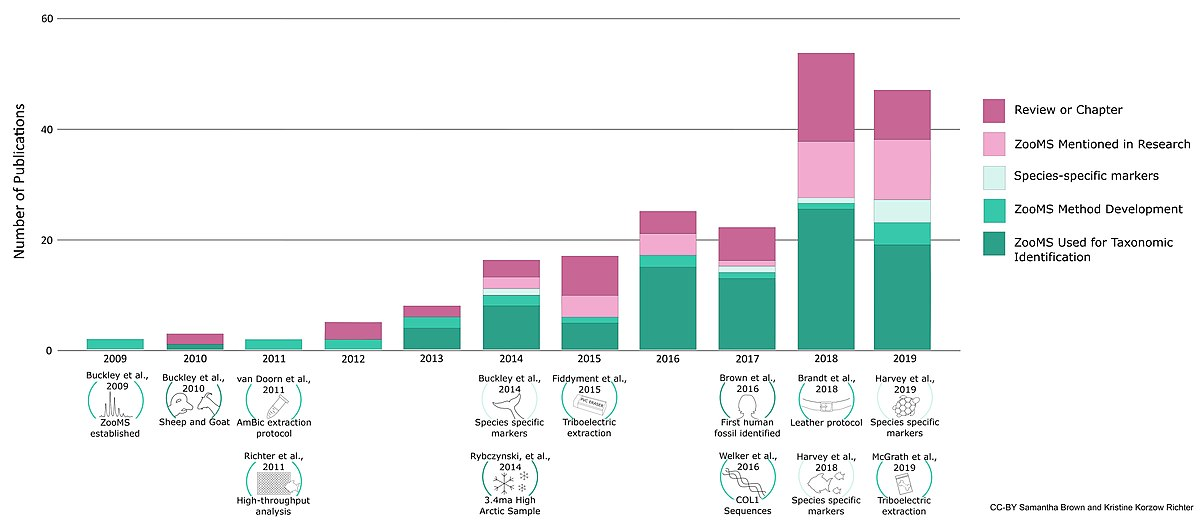 60
40
20
0
Number of Publications
Review or Chapter
ZooMS Mentioned in Research
Species-specific markers
ZooMS Method Development
ZooMS Used for Taxonomic
Identification
2009
2010
2011
2012
2013
2014
2015
2016
2017
2018
2019
Buckley et al.,
2009
ZooMS
established
Buckley et al.,
2010
Sheep and Goat
van Doorn et al.,
2011
AmBic extraction
protocol
Buckley et al.,
2014
Species specific
markers
Fiddyment et al.,
2015
PVC ERASER
Triboelectric
extraction
Brown et al.,
2016
First human
fossil identified
Brandt et al.,
2018
Leather protocol
Harvey et al.,
2019
Species specific
markers
Richter et al.,
2011
High-throughput
analysis
Rybczynski, et al.,
2014
3.4ma High
Arctic Sample
Welker et al.,
2016
COL1
Sequences
Harvey et al.,
2018
Species specific
markers
McGrath et al.,
2019
Triboelectric
extraction
CC-BY Samantha Brown and Kristine Korzow Richter